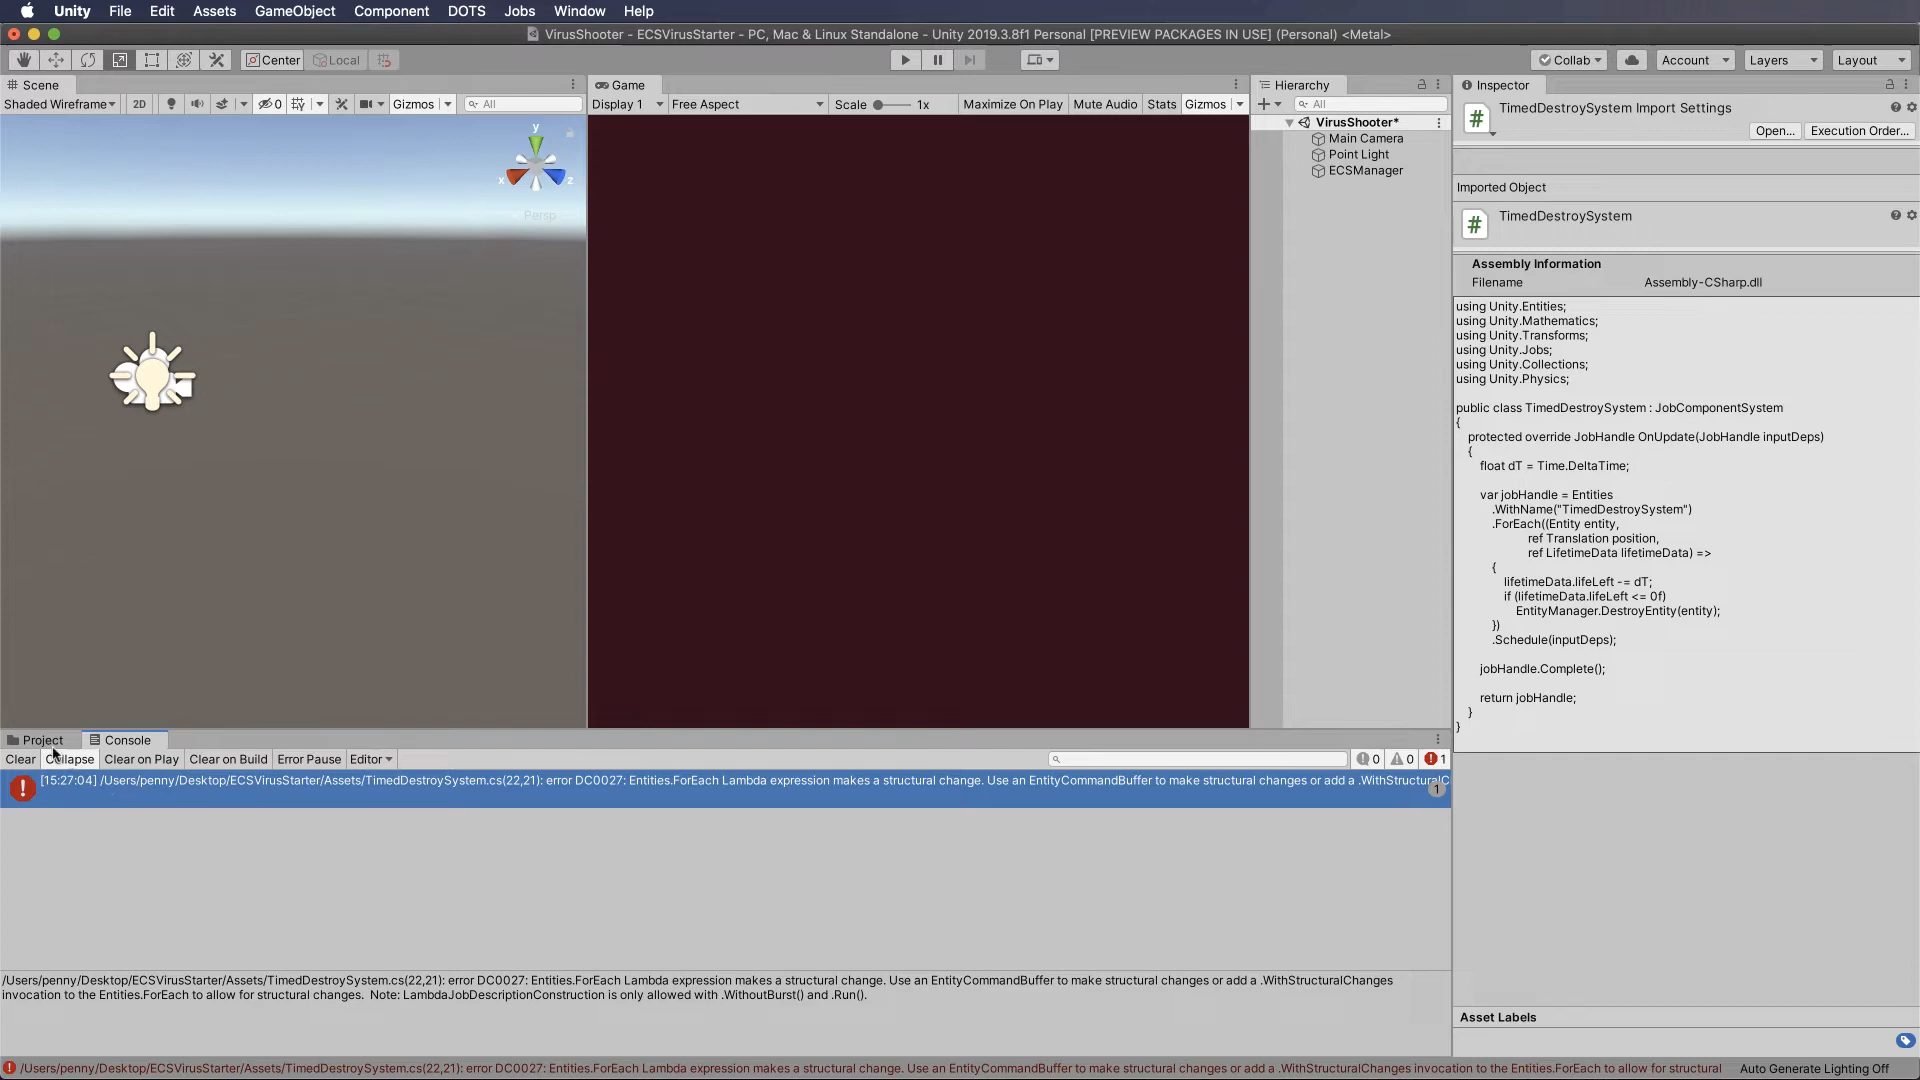 Unity File Edit Assets GameObject Component DOTS Jobs Window Help
VirusShooter - ECSVirusStarter - PC, Mac & Linux Standalone - Unity 2019.3.8f1 Personal [PREVIEW PACKAGES IN USE] (Personal) <Metal>
Center Local Collab Account Layers Layout
Scene
Shaded Wireframe 2D 0 Gizmos All
y
x z
Persp
Game
Display 1 Free Aspect Scale 1x Maximize On Play Mute Audio Stats Gizmos
Hierarchy
All
VirusShooter*
Main Camera
Point Light
ECSManager
Inspector
TimedDestroySystem Import Settings
Open... Execution Order...
Imported Object
TimedDestroySystem
Assembly Information
Filename Assembly-CSharp.dll
using Unity.Entities;
using Unity.Mathematics;
using Unity.Transforms;
using Unity.Jobs;
using Unity.Collections;
using Unity.Physics;
public class TimedDestroySystem : JobComponentSystem
{
protected override JobHandle OnUpdate(JobHandle inputDeps)
{
float dT = Time.DeltaTime;
var jobHandle = Entities
.WithName("TimedDestroySystem")
.ForEach((Entity entity,
ref Translation position,
ref LifetimeData lifetimeData) =>
{
lifetimeData.lifeLeft -= dT;
if (lifetimeData.lifeLeft <= 0f)
EntityManager.DestroyEntity(entity);
})
.Schedule(inputDeps);
jobHandle.Complete();
return jobHandle;
}
}
Project Console
Clear Collapse Clear on Play Clear on Build Error Pause Editor 0 0 1
[15:27:04] /Users/penny/Desktop/ECSVirusStarter/Assets/TimedDestroySystem.cs(22,21): error DC0027: Entities.ForEach Lambda expression makes a structural change. Use an EntityCommandBuffer to make structural changes or add a .WithStructuralC
1
/Users/penny/Desktop/ECSVirusStarter/Assets/TimedDestroySystem.cs(22,21): error DC0027: Entities.ForEach Lambda expression makes a structural change. Use an EntityCommandBuffer to make structural changes or add a .WithStructuralChanges
invocation to the Entities.ForEach to allow for structural changes. Note: LambdaJobDescriptionConstruction is only allowed with .WithoutBurst() and .Run().
Asset Labels
/Users/penny/Desktop/ECSVirusStarter/Assets/TimedDestroySystem.cs(22,21): error DC0027: Entities.ForEach Lambda expression makes a structural change. Use an EntityCommandBuffer to make structural changes or add a .WithStructuralChanges invocation to the Entities.ForEach to allow for structural
Auto Generate Lighting Off